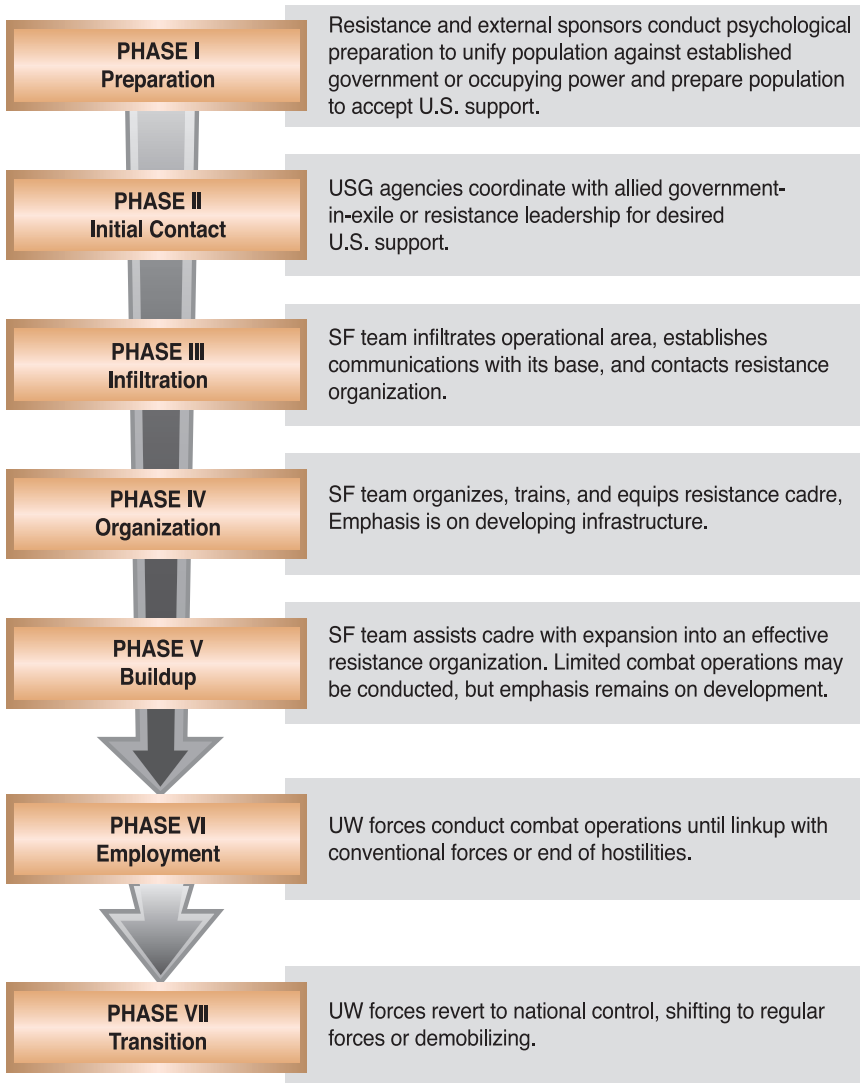 PHASE I
Preparation
Resistance and external sponsors conduct psychological
preparation to unify population against established
government or occupying power and prepare population
to accept U.S. support.
PHASE II
Initial Contact
USG agencies coordinate with allied government-
in-exile or resistance leadership for desired
U.S. support.
PHASE III
Infiltration
SF team infiltrates operational area, establishes
communications with its base, and contacts resistance
organization.
PHASE IV
Organization
SF team organizes, trains, and equips resistance cadre,
Emphasis is on developing infrastructure.
PHASE V
Buildup
SF team assists cadre with expansion into an effective
resistance organization. Limited combat operations may
be conducted, but emphasis remains on development.
PHASE VI
Employment
UW forces conduct combat operations until linkup with
conventional forces or end of hostilities.
PHASE VII
Transition
UW forces revert to national control, shifting to regular
forces or demobilizing.